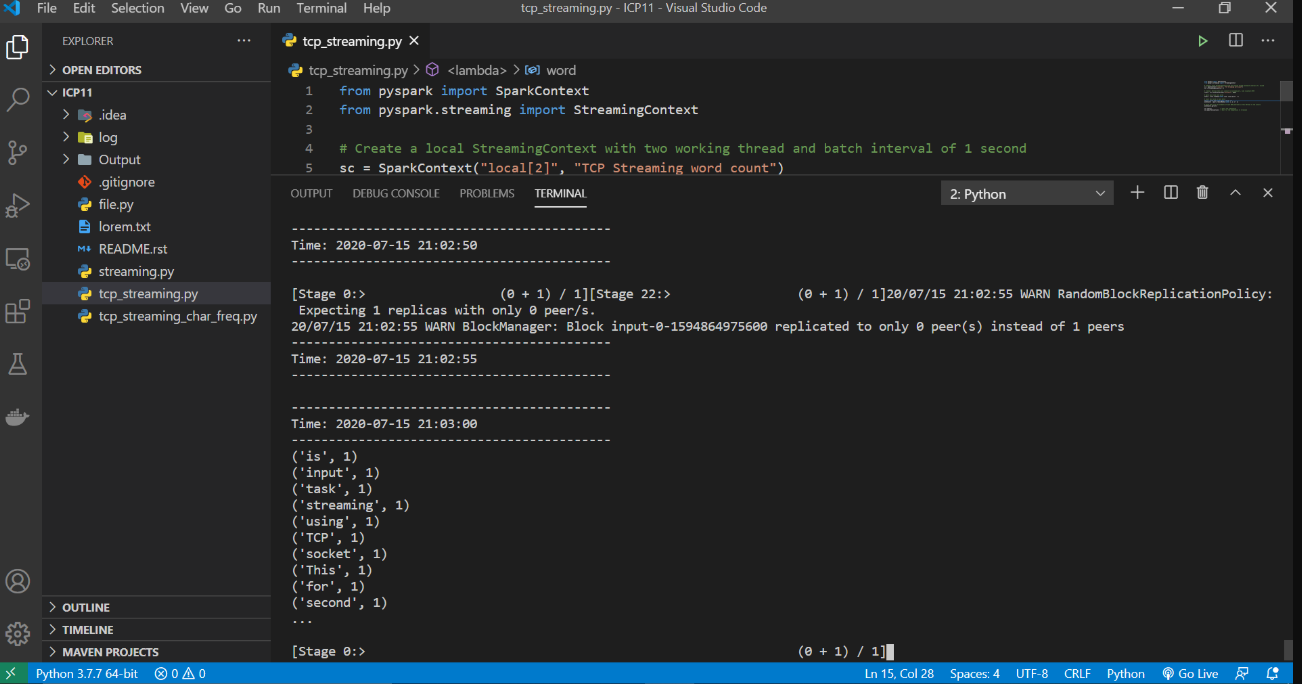 File Edit Selection View Go Run Terminal Help tcp_streaming.py - ICP11 - Visual Studio Code
EXPLORER
OPEN EDITORS
ICP11
.idea
log
Output
.gitignore
file.py
lorem.txt
README.rst
streaming.py
tcp_streaming.py
tcp_streaming_char_freq.py
OUTLINE
TIMELINE
MAVEN PROJECTS
tcp_streaming.py
tcp_streaming.py > <lambda> > word
1 from pyspark import SparkContext
2 from pyspark.streaming import StreamingContext
3
4 # Create a local StreamingContext with two working thread and batch interval of 1 second
5 sc = SparkContext("local[2]", "TCP Streaming word count")
OUTPUT DEBUG CONSOLE PROBLEMS TERMINAL 2: Python
-------------------------------------------
Time: 2020-07-15 21:02:50
-------------------------------------------
[Stage 0:> (0 + 1) / 1][Stage 22:> (0 + 1) / 1]20/07/15 21:02:55 WARN RandomBlockReplicationPolicy:
Expecting 1 replicas with only 0 peer/s.
20/07/15 21:02:55 WARN BlockManager: Block input-0-1594864975600 replicated to only 0 peer(s) instead of 1 peers
-------------------------------------------
Time: 2020-07-15 21:02:55
-------------------------------------------
-------------------------------------------
Time: 2020-07-15 21:03:00
-------------------------------------------
('is', 1)
('input', 1)
('task', 1)
('streaming', 1)
('using', 1)
('TCP', 1)
('socket', 1)
('This', 1)
('for', 1)
('second', 1)
...
[Stage 0:> (0 + 1) / 1]
Python 3.7.7 64-bit 0 0 Ln 15, Col 28 Spaces: 4 UTF-8 CRLF Python Go Live